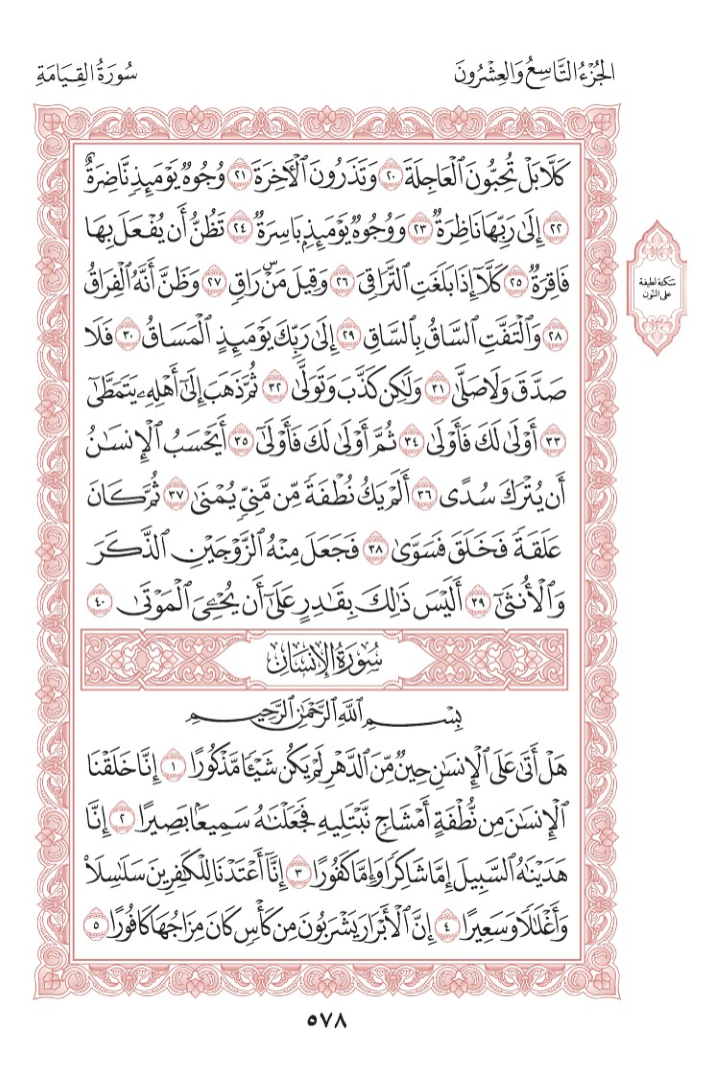 الجُزْءُ التَّاسِعُ وَالعِشْرُونَ
سُورَةُ القِيَامَةِ
كَلَّا بَلْ تُحِبُّونَ ٱلْعَاجِلَةَ ٢٠ وَتَذَرُونَ ٱلْأٓخِرَةَ ٢١ وُجُوهٌ يَوْمَئِذٖ نَّاضِرَةٌ
٢٢ إِلَىٰ رَبِّهَا نَاظِرَةٞ ٢٣ وَوُجُوهٞ يَوْمَئِذِۭ بَاسِرَةٞ ٢٤ تَظُنُّ أَن يُفْعَلَ بِهَا
فَاقِرَةٞ ٢٥ كَلَّآ إِذَا بَلَغَتِ ٱلتَّرَاقِيَ ٢٦ وَقِيلَ مَنْۜ رَاقٖ ٢٧ وَظَنَّ أَنَّهُ ٱلْفِرَاقُ
٢٨ وَٱلْتَفَّتِ ٱلسَّاقُ بِٱلسَّاقِ ٢٩ إِلَىٰ رَبِّكَ يَوْمَئِذٍ ٱلْمَسَاقُ ٣٠ فَلَا
صَدَّقَ وَلَا صَلَّىٰ ٣١ وَلَٰكِن كَذَّبَ وَتَوَلَّىٰ ٣٢ ثُمَّ ذَهَبَ إِلَىٰٓ أَهْلِهِۦ يَتَمَطَّىٰٓ
٣٣ أَوْلَىٰ لَكَ فَأَوْلَىٰ ٣٤ ثُمَّ أَوْلَىٰ لَكَ فَأَوْلَىٰٓ ٣٥ أَيَحْسَبُ ٱلْإِنسَٰنُ
أَن يُتْرَكَ سُدًى ٣٦ أَلَمْ يَكُ نُطْفَةٗ مِّن مَّنِيّٖ يُمْنَىٰ ٣٧ ثُمَّ كَانَ
عَلَقَةٗ فَخَلَقَ فَسَوَّىٰ ٣٨ فَجَعَلَ مِنْهُ ٱلزَّوْجَيْنِ ٱلذَّكَرَ
وَٱلْأُنثَىٰٓ ٣٩ أَلَيْسَ ذَٰلِكَ بِقَٰدِرٍ عَلَىٰٓ أَن يُحْـِۧيَ ٱلْمَوْتَىٰ ٤٠
سُورَةُ الإِنسَانِ
بِسْمِ ٱللَّهِ ٱلرَّحْمَٰنِ ٱلرَّحِيمِ
هَلْ أَتَىٰ عَلَى ٱلْإِنسَٰنِ حِينٞ مِّنَ ٱلدَّهْرِ لَمْ يَكُن شَيْـٔٗا مَّذْكُورًا ١ إِنَّا خَلَقْنَا
ٱلْإِنسَٰنَ مِن نُّطْفَةٍ أَمْشَاجٖ نَّبْتَلِيهِ فَجَعَلْنَٰهُ سَمِيعَۢا بَصِيرًا ٢ إِنَّا
هَدَيْنَٰهُ ٱلسَّبِيلَ إِمَّا شَاكِرٗا وَإِمَّا كَفُورًا ٣ إِنَّآ أَعْتَدْنَا لِلْكَٰفِرِينَ سَلَٰسِلَا۟
وَأَغْلَٰلٗا وَسَعِيرًا ٤ إِنَّ ٱلْأَبْرَارَ يَشْرَبُونَ مِن كَأْسٖ كَانَ مِزَاجُهَا كَافُورًا ٥
سكتة لطيفة
على النون
٥٧٨